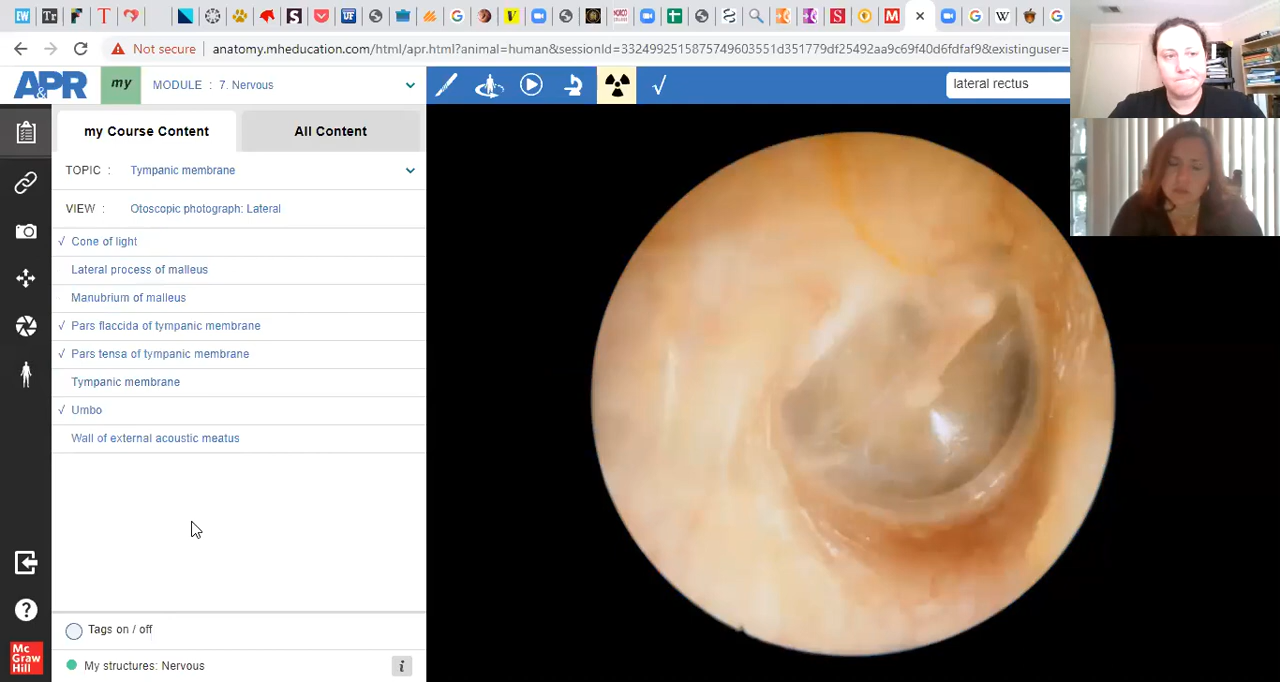 Not secure
anatomy.mheducation.com/html/apr.html?animal=human&sessionId=3324992515875749603551d351779df25492aa9c69f40d6fdfaf9&existinguser=
AP|R
my
MODULE : 7. Nervous
lateral rectus
my Course Content
All Content
TOPIC : Tympanic membrane
VIEW : Otoscopic photograph: Lateral
√ Cone of light
Lateral process of malleus
Manubrium of malleus
√ Pars flaccida of tympanic membrane
√ Pars tensa of tympanic membrane
Tympanic membrane
√ Umbo
Wall of external acoustic meatus
Tags on / off
My structures: Nervous
i
?
Mc
Graw
Hill